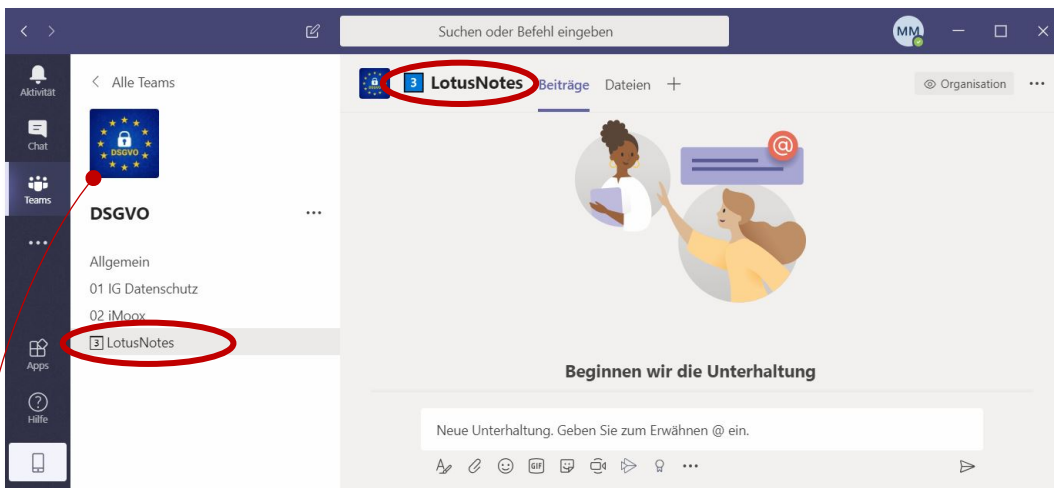 Suchen oder Befehl eingeben
MM
Aktivität
Chat
Teams
Apps
Hilfe
Alle Teams
DSGVO
DSGVO
Allgemein
01 IG Datenschutz
02 iMoox
3 LotusNotes
3 LotusNotes Beiträge Dateien
Organisation
@
Beginnen wir die Unterhaltung
Neue Unterhaltung. Geben Sie zum Erwähnen @ ein.
GIF